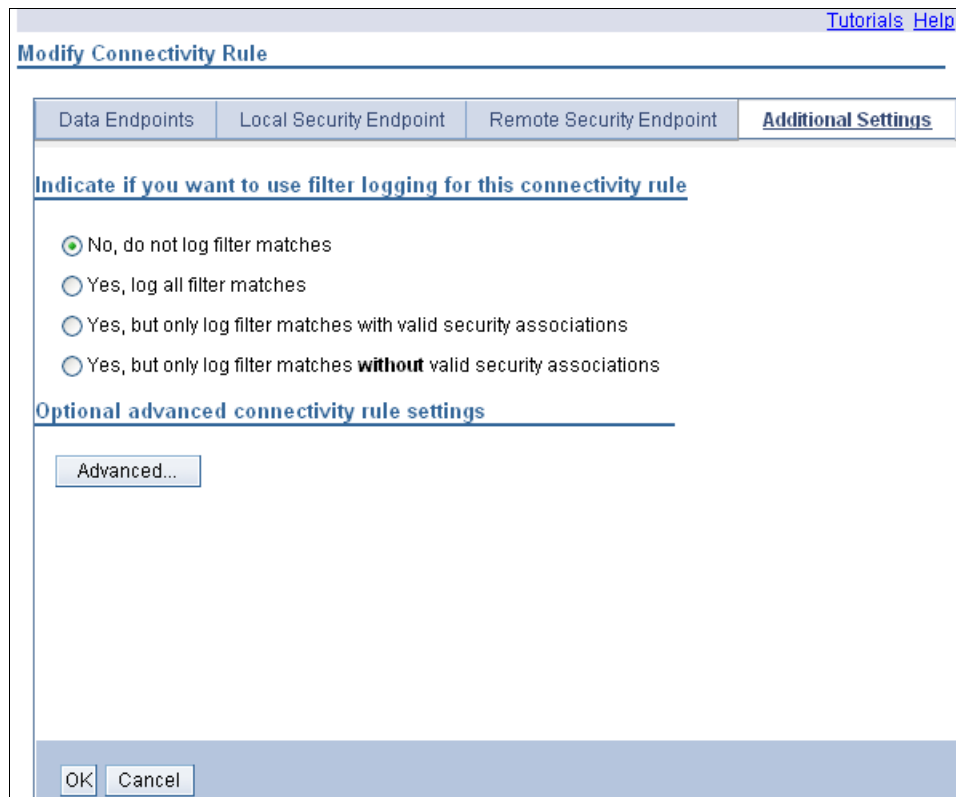 Tutorials Help
Modify Connectivity Rule
Data Endpoints Local Security Endpoint Remote Security Endpoint Additional Settings
Indicate if you want to use filter logging for this connectivity rule
No, do not log filter matches
Yes, log all filter matches
Yes, but only log filter matches with valid security associations
Yes, but only log filter matches without valid security associations
Optional advanced connectivity rule settings
Advanced...
OK Cancel